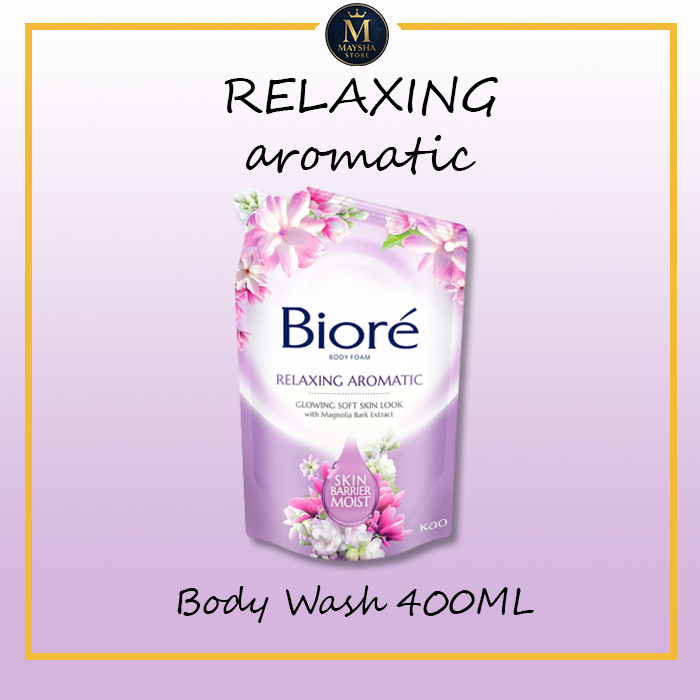 M
MAYSHA
STORE
RELAXING
aromatic
Bioré
BODY FOAM
RELAXING AROMATIC
GLOWING SOFT SKIN LOOK
with Magnolia Bark Extract
SKIN
BARRIER
MOIST
Kao
Body Wash 400ML